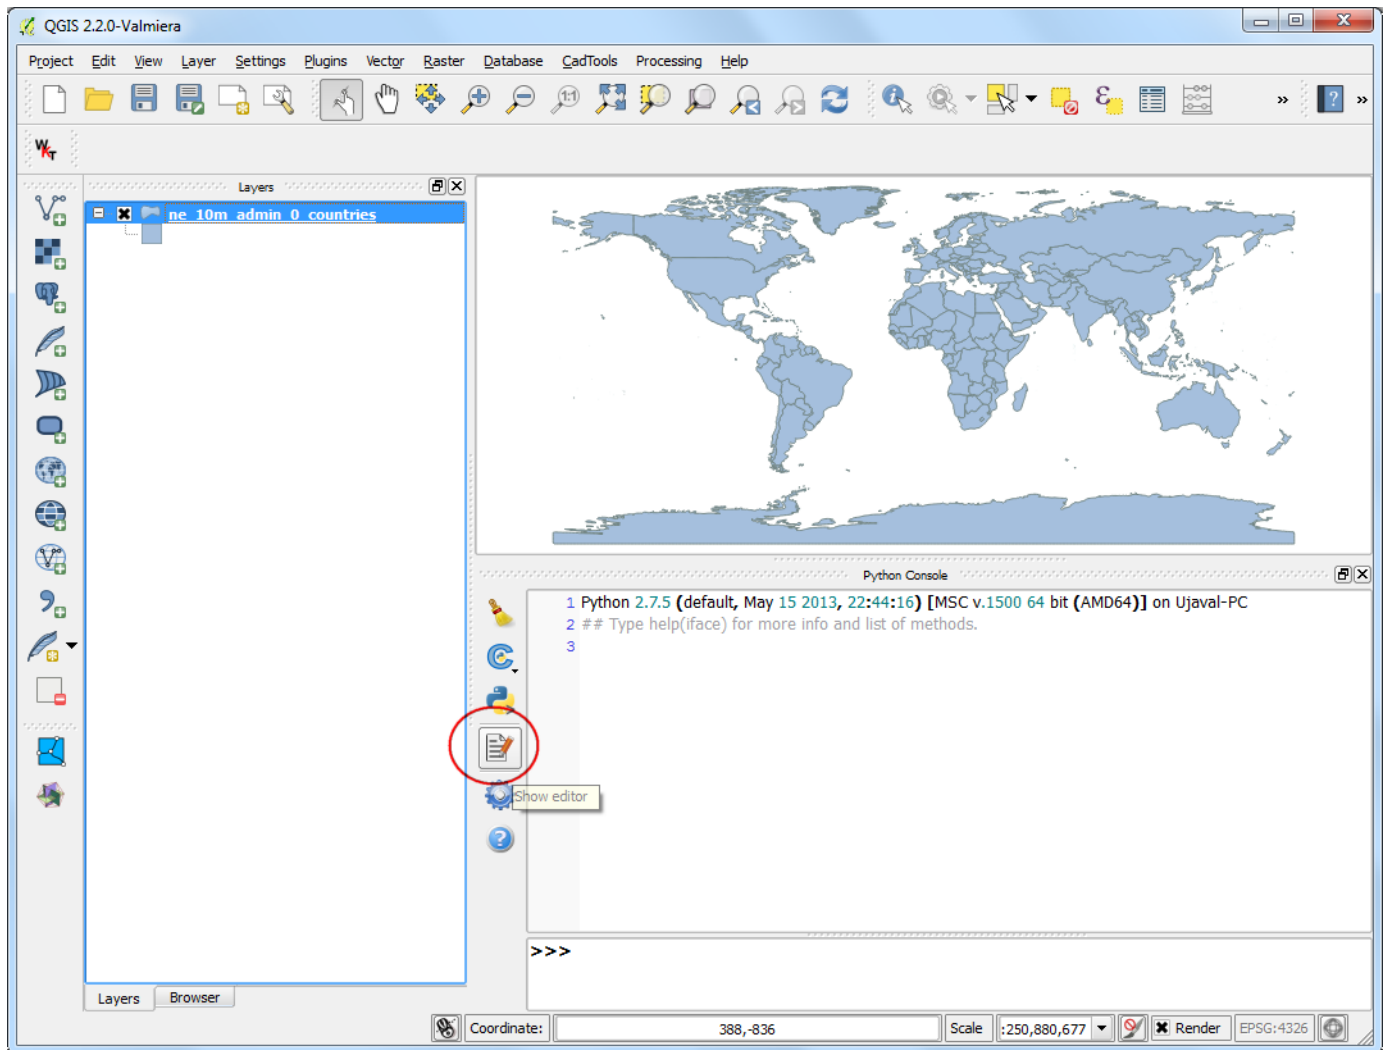 QGIS 2.2.0-Valmiera
Project Edit View Layer Settings Plugins Vector Raster Database CadTools Processing Help
1:1
ε
?
»
»
WKT
Layers
ne_10m_admin_0_countries
Python Console
1 Python 2.7.5 (default, May 15 2013, 22:44:16) [MSC v.1500 64 bit (AMD64)] on Ujaval-PC
2 ## Type help(iface) for more info and list of methods.
3
Show editor
?
>>>
Layers Browser
Coordinate: 388,-836 Scale :250,880,677 Render EPSG:4326